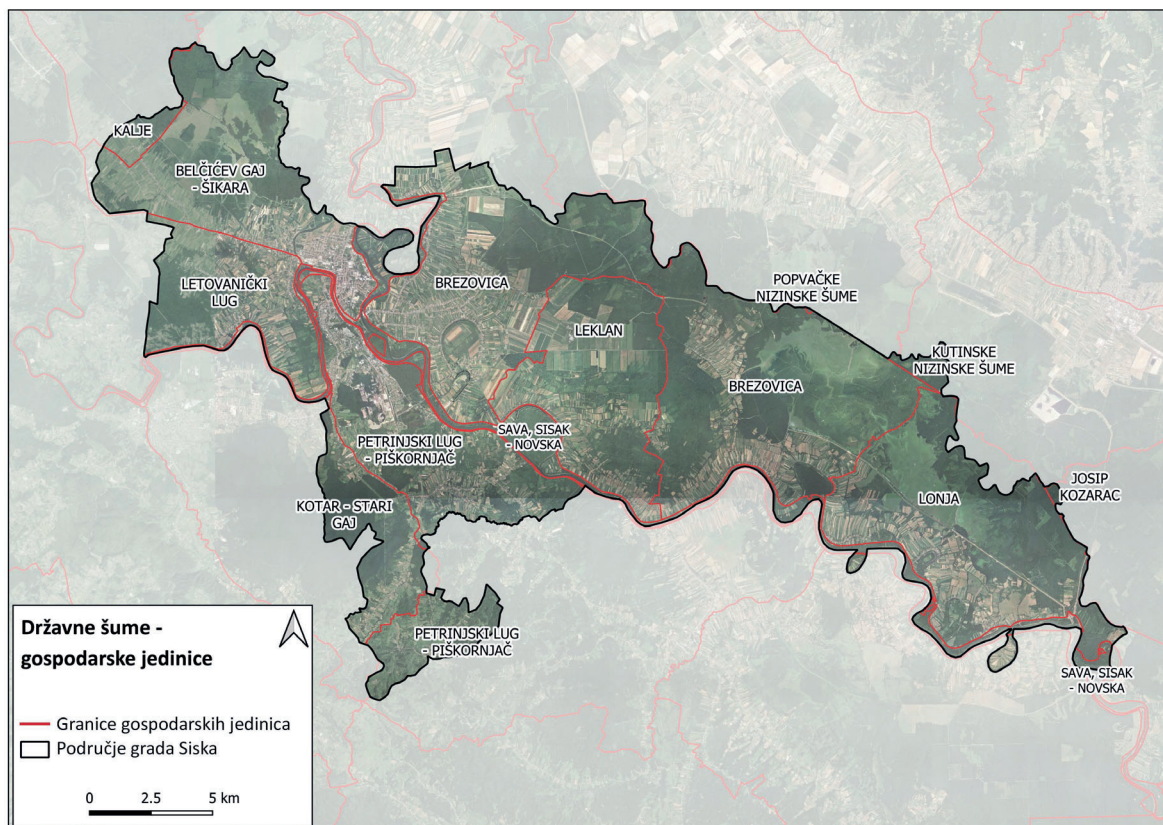 KALJE
BELČIĆEV GAJ
- ŠIKARA
LETOVANIČKI
LUG
BREZOVICA
POPVAČKE
NIZINSKE ŠUME
LEKLAN
KUTINSKE
NIZINSKE ŠUME
BREZOVICA
SAVA, SISAK
- NOVSKA
PETRINJSKI LUG
- PIŠKORNJAČ
KOTAR - STARI
GAJ
LONJA
JOSIP
KOZARAC
PETRINJSKI LUG
- PIŠKORNJAČ
SAVA, SISAK
- NOVSKA
Državne šume -
gospodarske jedinice
Granice gospodarskih jedinica
Područje grada Siska
0 2.5 5 km